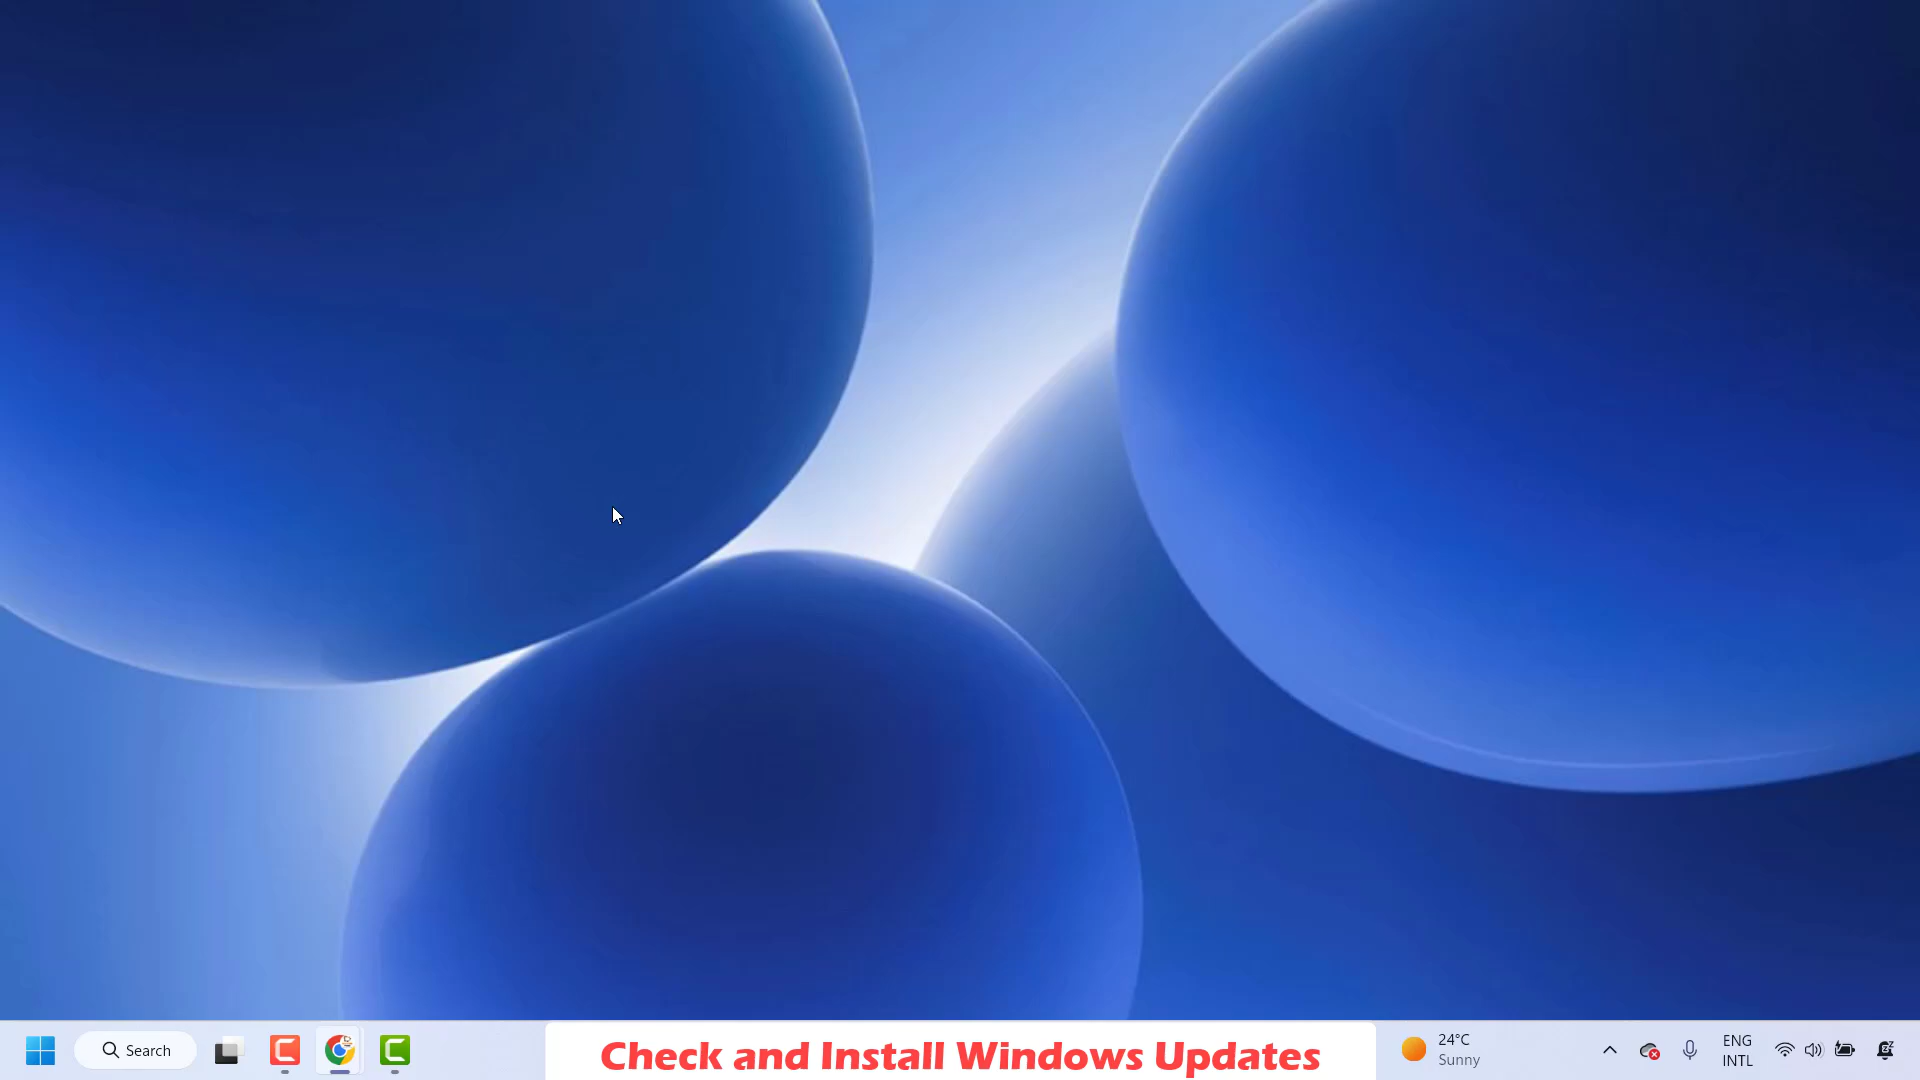 Search
Check and Install Windows Updates
24°C
Sunny
ENG
INTL